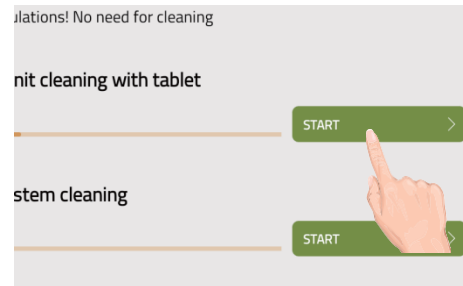 ulations! No need for cleaning
nit cleaning with tablet
START
stem cleaning
START